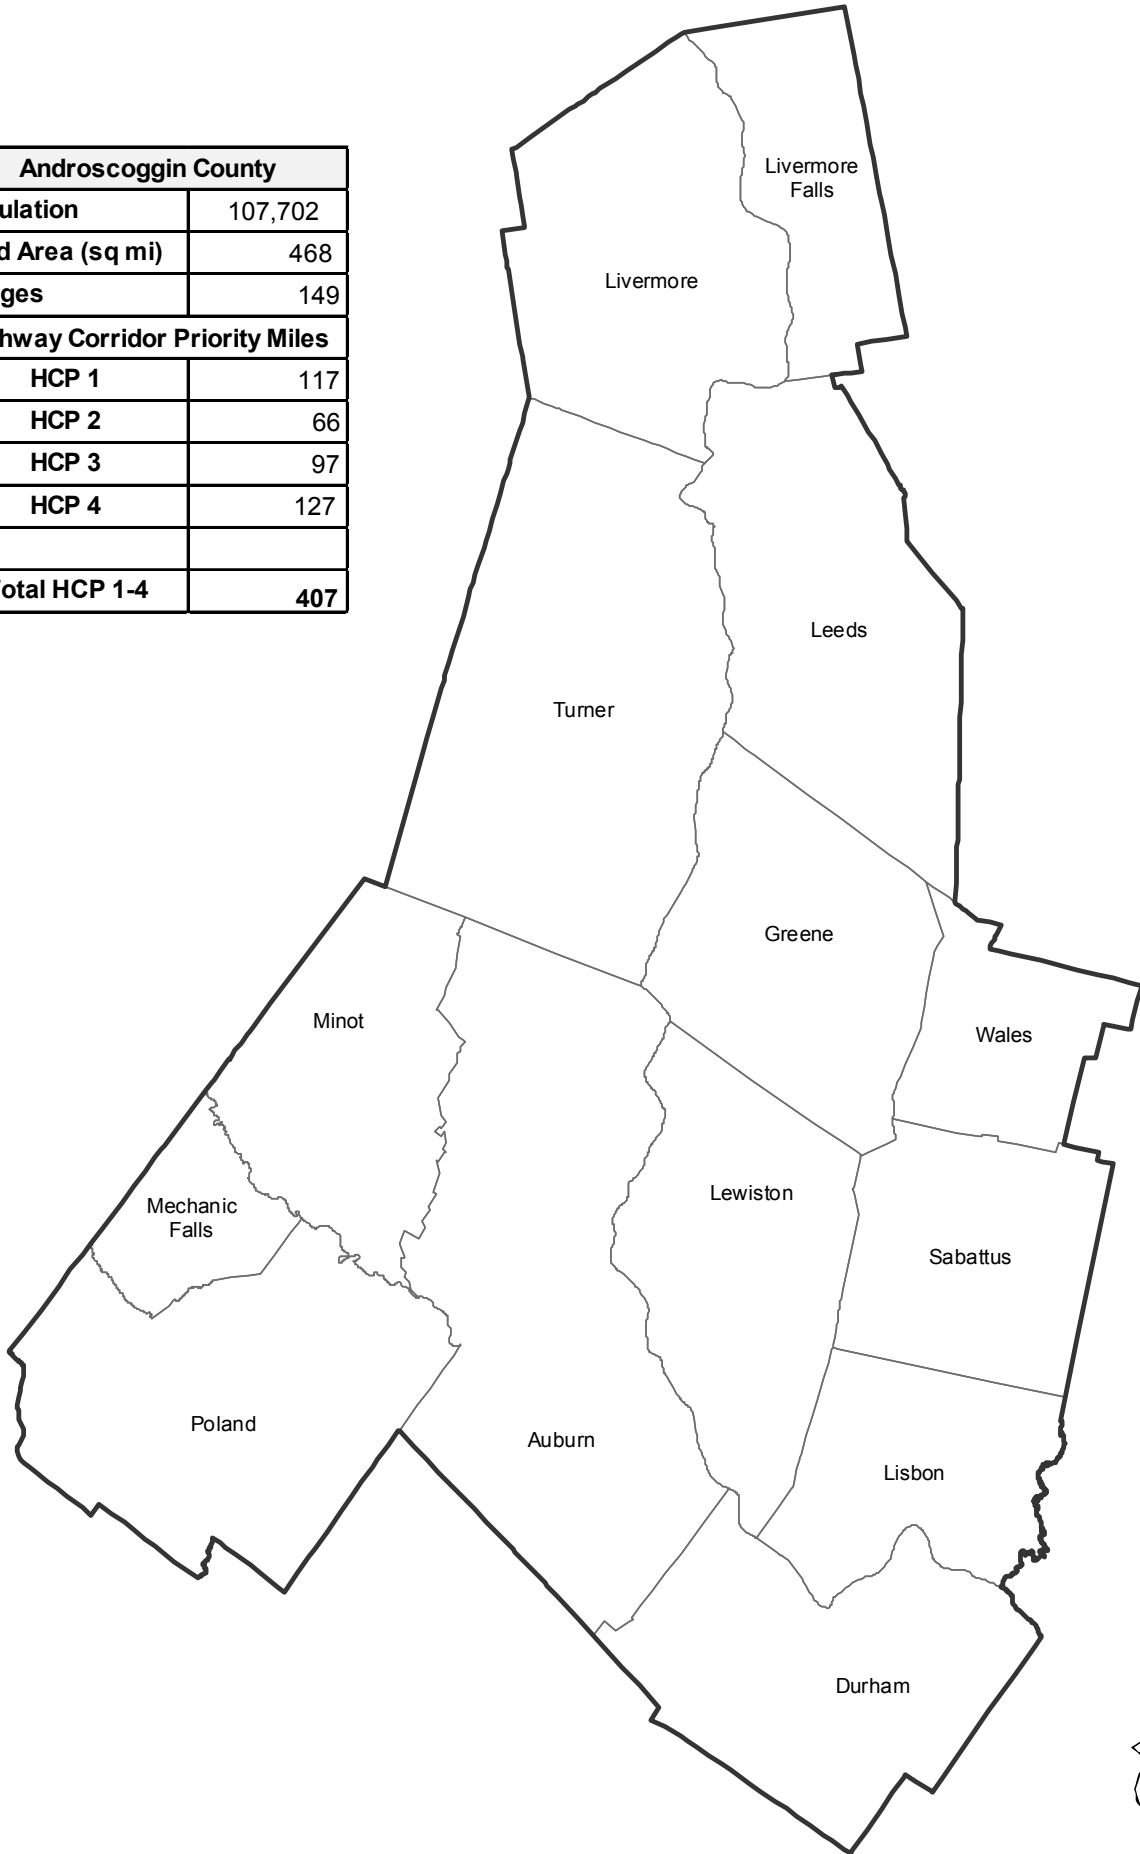 Androscoggin County
ulation 107,702
d Area (sq mi) 468
ges 149
hway Corridor Priority Miles
HCP 1 117
HCP 2 66
HCP 3 97
HCP 4 127
otal HCP 1-4 407
Livermore
Falls
Livermore
Leeds
Turner
Greene
Minot
Wales
Mechanic
Falls
Lewiston
Sabattus
Poland
Auburn
Lisbon
Durham